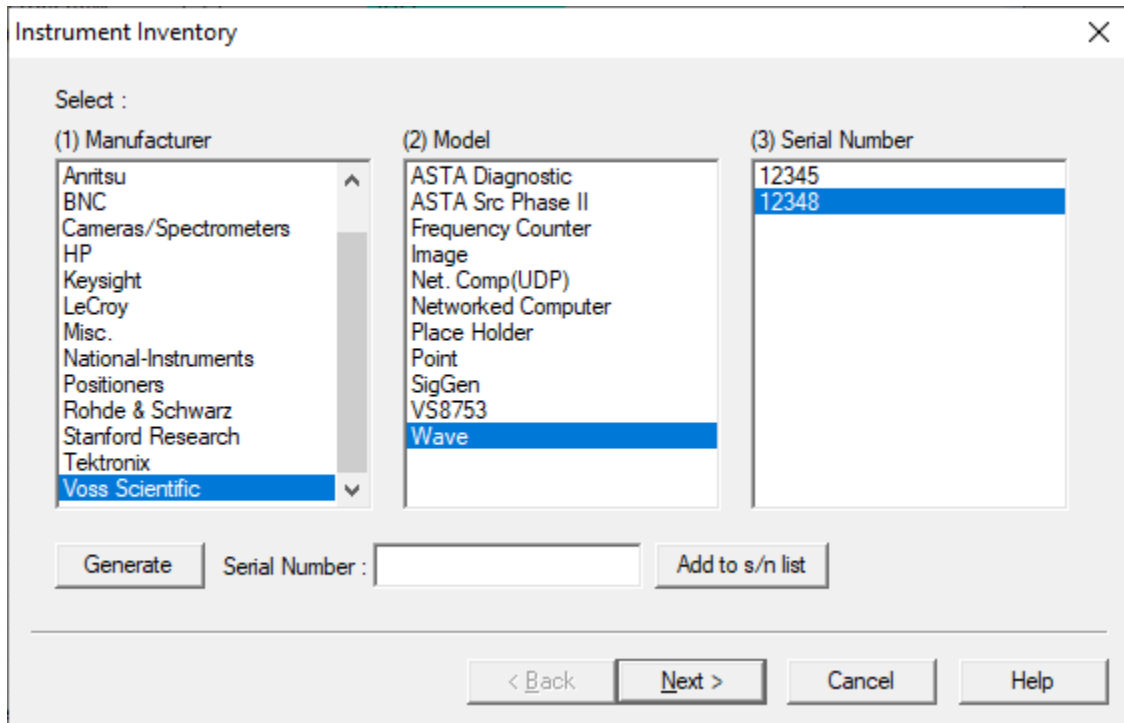 Instrument Inventory
Select :
(1) Manufacturer
Anritsu
BNC
Cameras/Spectrometers
HP
Keysight
LeCroy
Misc.
National-Instruments
Positioners
Rohde & Schwarz
Stanford Research
Tektronix
Voss Scientific
(2) Model
ASTA Diagnostic
ASTA Src Phase II
Frequency Counter
Image
Net. Comp(UDP)
Networked Computer
Place Holder
Point
SigGen
VS8753
Wave
(3) Serial Number
12345
12348
Generate
Serial Number :
Add to s/n list
< Back
Next >
Cancel
Help